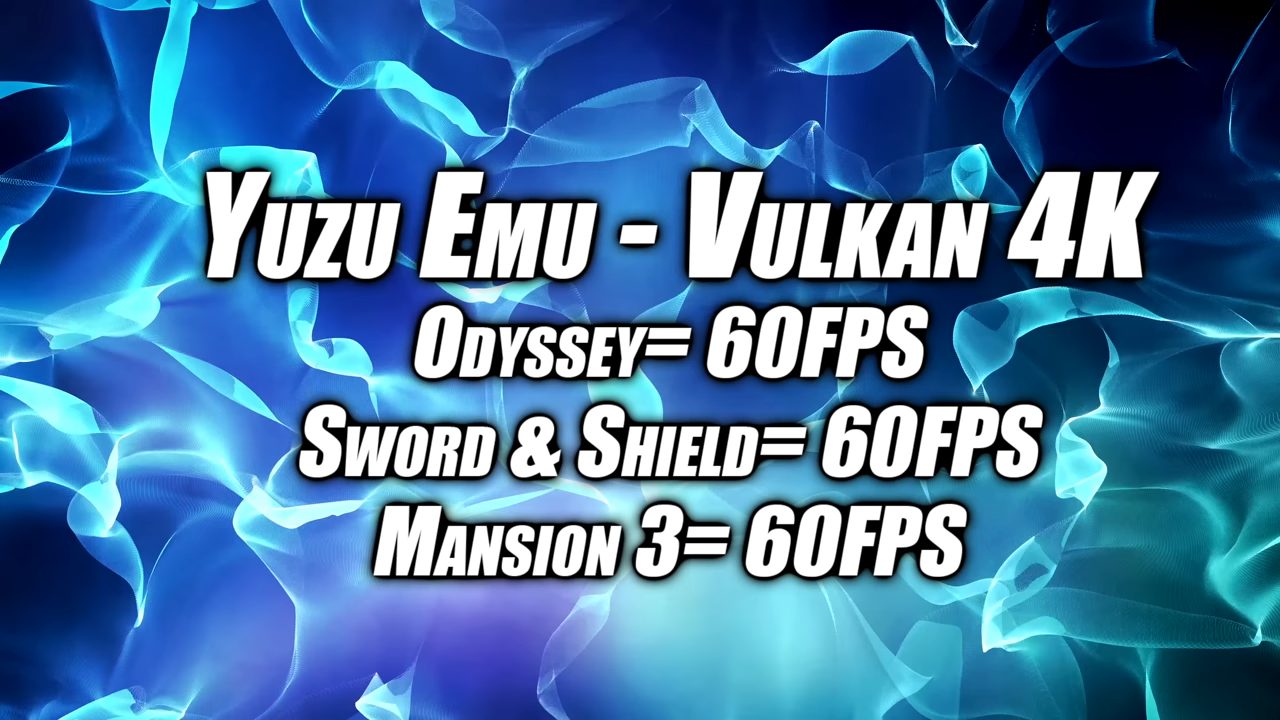 Yuzu Emu - Vulkan 4K
Odyssey= 60FPS
Sword & Shield= 60FPS
Mansion 3= 60FPS